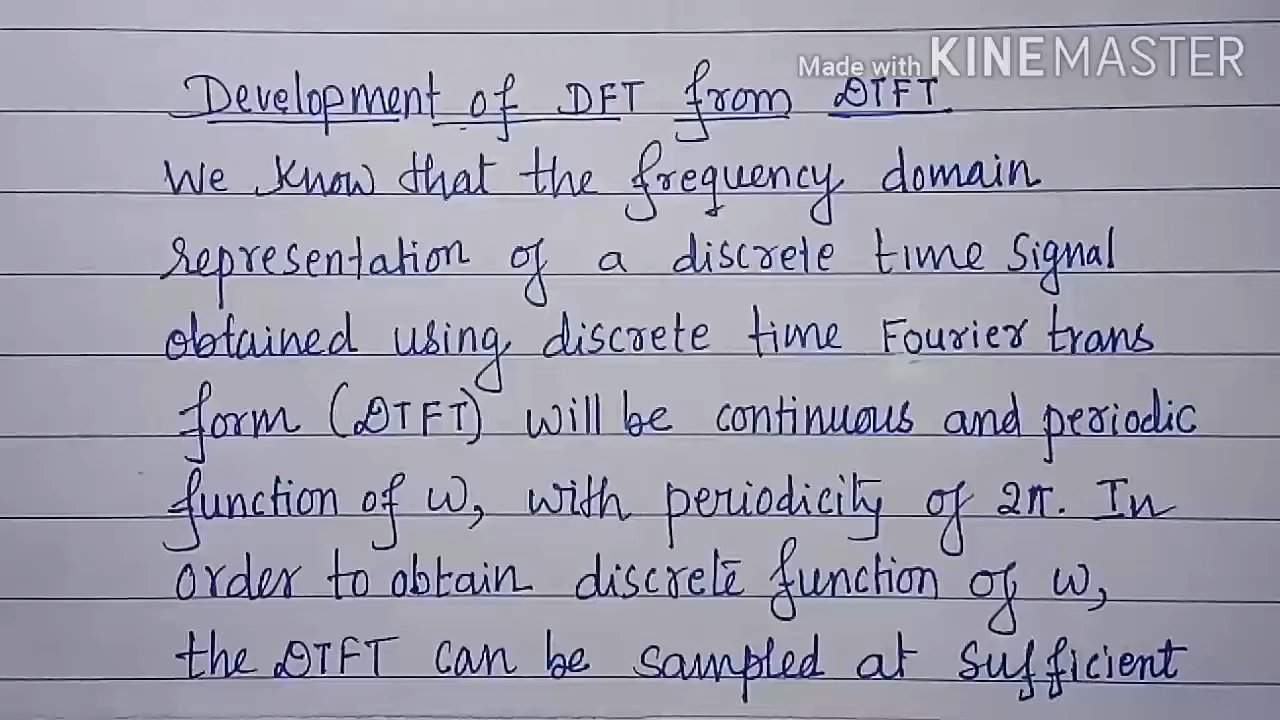 Made with KINEMASTER
Development of DFT from DTFT
We know that the frequency domain
representation of a discrete time signal
obtained using discrete time Fourier trans
form (DTFT) will be continuous and periodic
function of ω, with periodicity of 2π. In
order to obtain discrete function of ω,
the DTFT can be sampled at sufficient